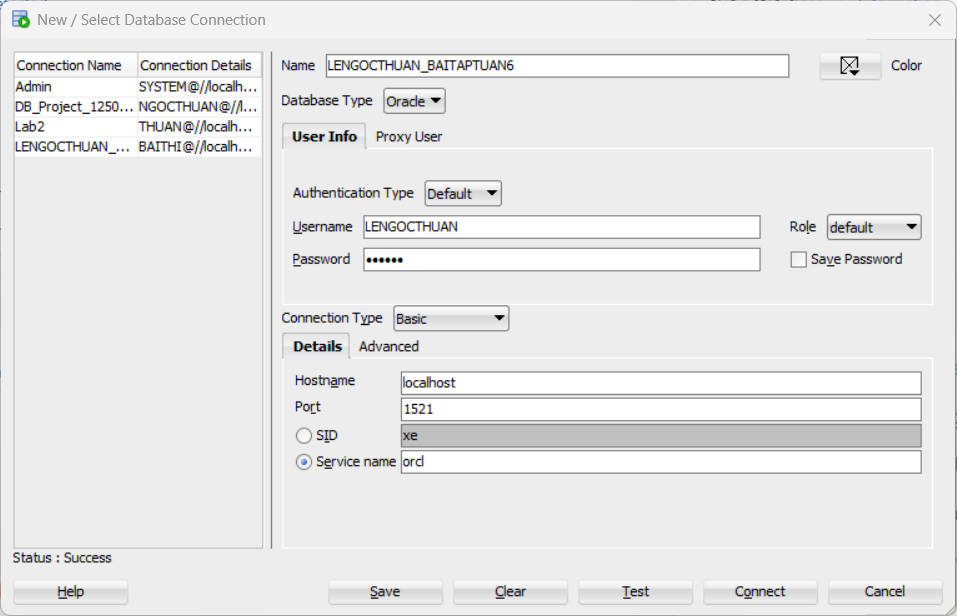 New / Select Database Connection
Connection Name Connection Details
Admin SYSTEM@//localh...
DB_Project_1250... NGOCTHUAN@//l...
Lab2 THUAN@//localh...
LENGOCTHUAN_... BAITHI@//localh...
Name LENGOCTHUAN_BAITAPTUAN6 Color
Database Type Oracle
User Info Proxy User
Authentication Type Default
Username LENGOCTHUAN Role default
Password •••••• Save Password
Connection Type Basic
Details Advanced
Hostname localhost
Port 1521
SID xe
Service name orcl
Status : Success
Help Save Clear Test Connect Cancel